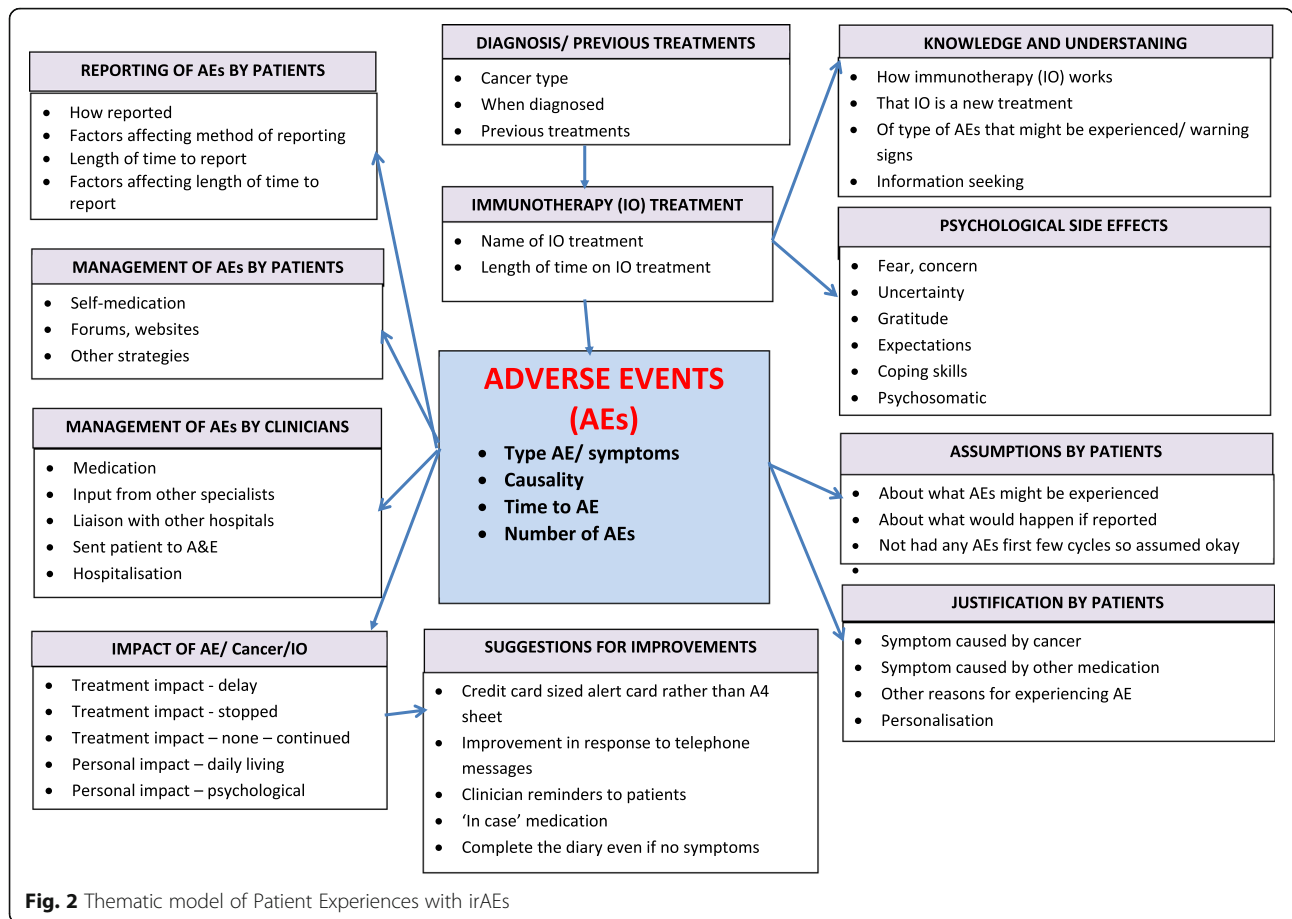 REPORTING OF AEs BY PATIENTS
• How reported
• Factors affecting method of reporting
• Length of time to report
• Factors affecting length of time to
report
MANAGEMENT OF AEs BY PATIENTS
• Self-medication
• Forums, websites
• Other strategies
MANAGEMENT OF AEs BY CLINICIANS
• Medication
• Input from other specialists
• Liaison with other hospitals
• Sent patient to A&E
• Hospitalisation
IMPACT OF AE/ Cancer/IO
• Treatment impact - delay
• Treatment impact - stopped
• Treatment impact – none – continued
• Personal impact – daily living
• Personal impact – psychological
DIAGNOSIS/ PREVIOUS TREATMENTS
• Cancer type
• When diagnosed
• Previous treatments
IMMUNOTHERAPY (IO) TREATMENT
• Name of IO treatment
• Length of time on IO treatment
ADVERSE EVENTS
(AEs)
• Type AE/ symptoms
• Causality
• Time to AE
• Number of AEs
SUGGESTIONS FOR IMPROVEMENTS
• Credit card sized alert card rather than A4
sheet
• Improvement in response to telephone
messages
• Clinician reminders to patients
• ‘In case’ medication
• Complete the diary even if no symptoms
KNOWLEDGE AND UNDERSTANING
• How immunotherapy (IO) works
• That IO is a new treatment
• Of type of AEs that might be experienced/ warning
signs
• Information seeking
PSYCHOLOGICAL SIDE EFFECTS
• Fear, concern
• Uncertainty
• Gratitude
• Expectations
• Coping skills
• Psychosomatic
ASSUMPTIONS BY PATIENTS
• About what AEs might be experienced
• About what would happen if reported
• Not had any AEs first few cycles so assumed okay
•
JUSTIFICATION BY PATIENTS
• Symptom caused by cancer
• Symptom caused by other medication
• Other reasons for experiencing AE
• Personalisation
Fig. 2 Thematic model of Patient Experiences with irAEs